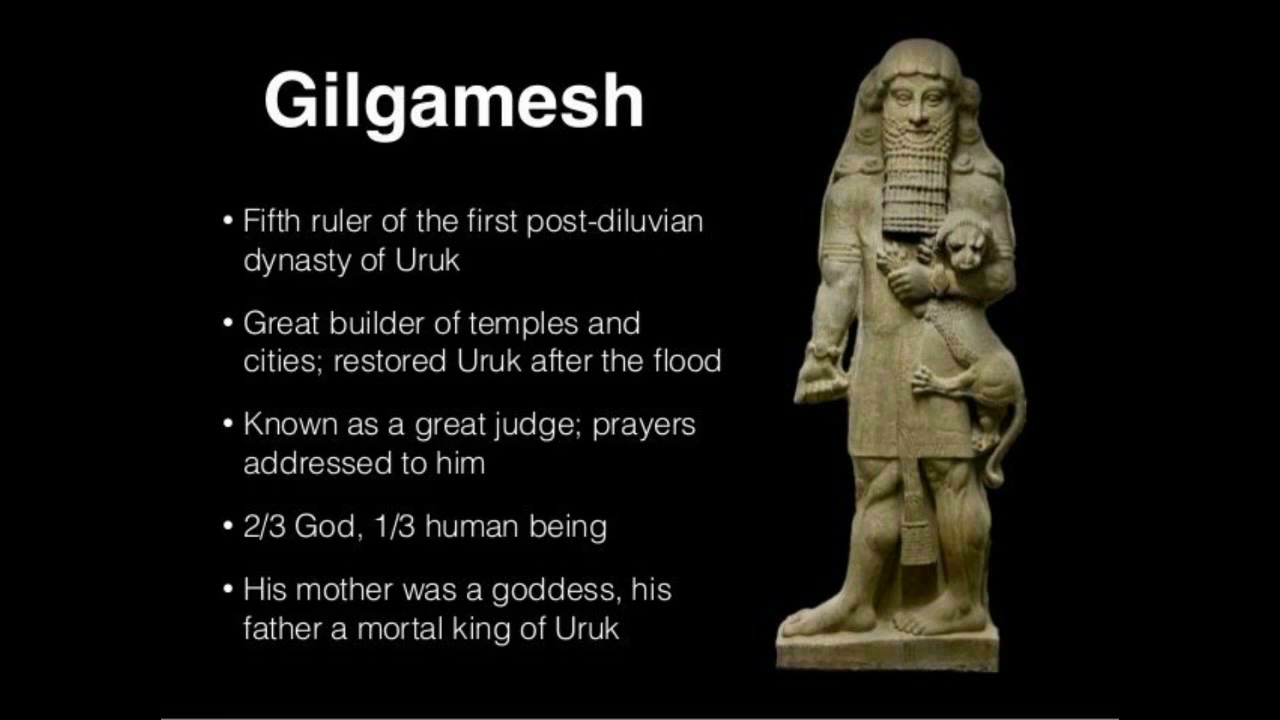 Gilgamesh
• Fifth ruler of the first post-diluvian
dynasty of Uruk
• Great builder of temples and
cities; restored Uruk after the flood
• Known as a great judge; prayers
addressed to him
• 2/3 God, 1/3 human being
• His mother was a goddess, his
father a mortal king of Uruk